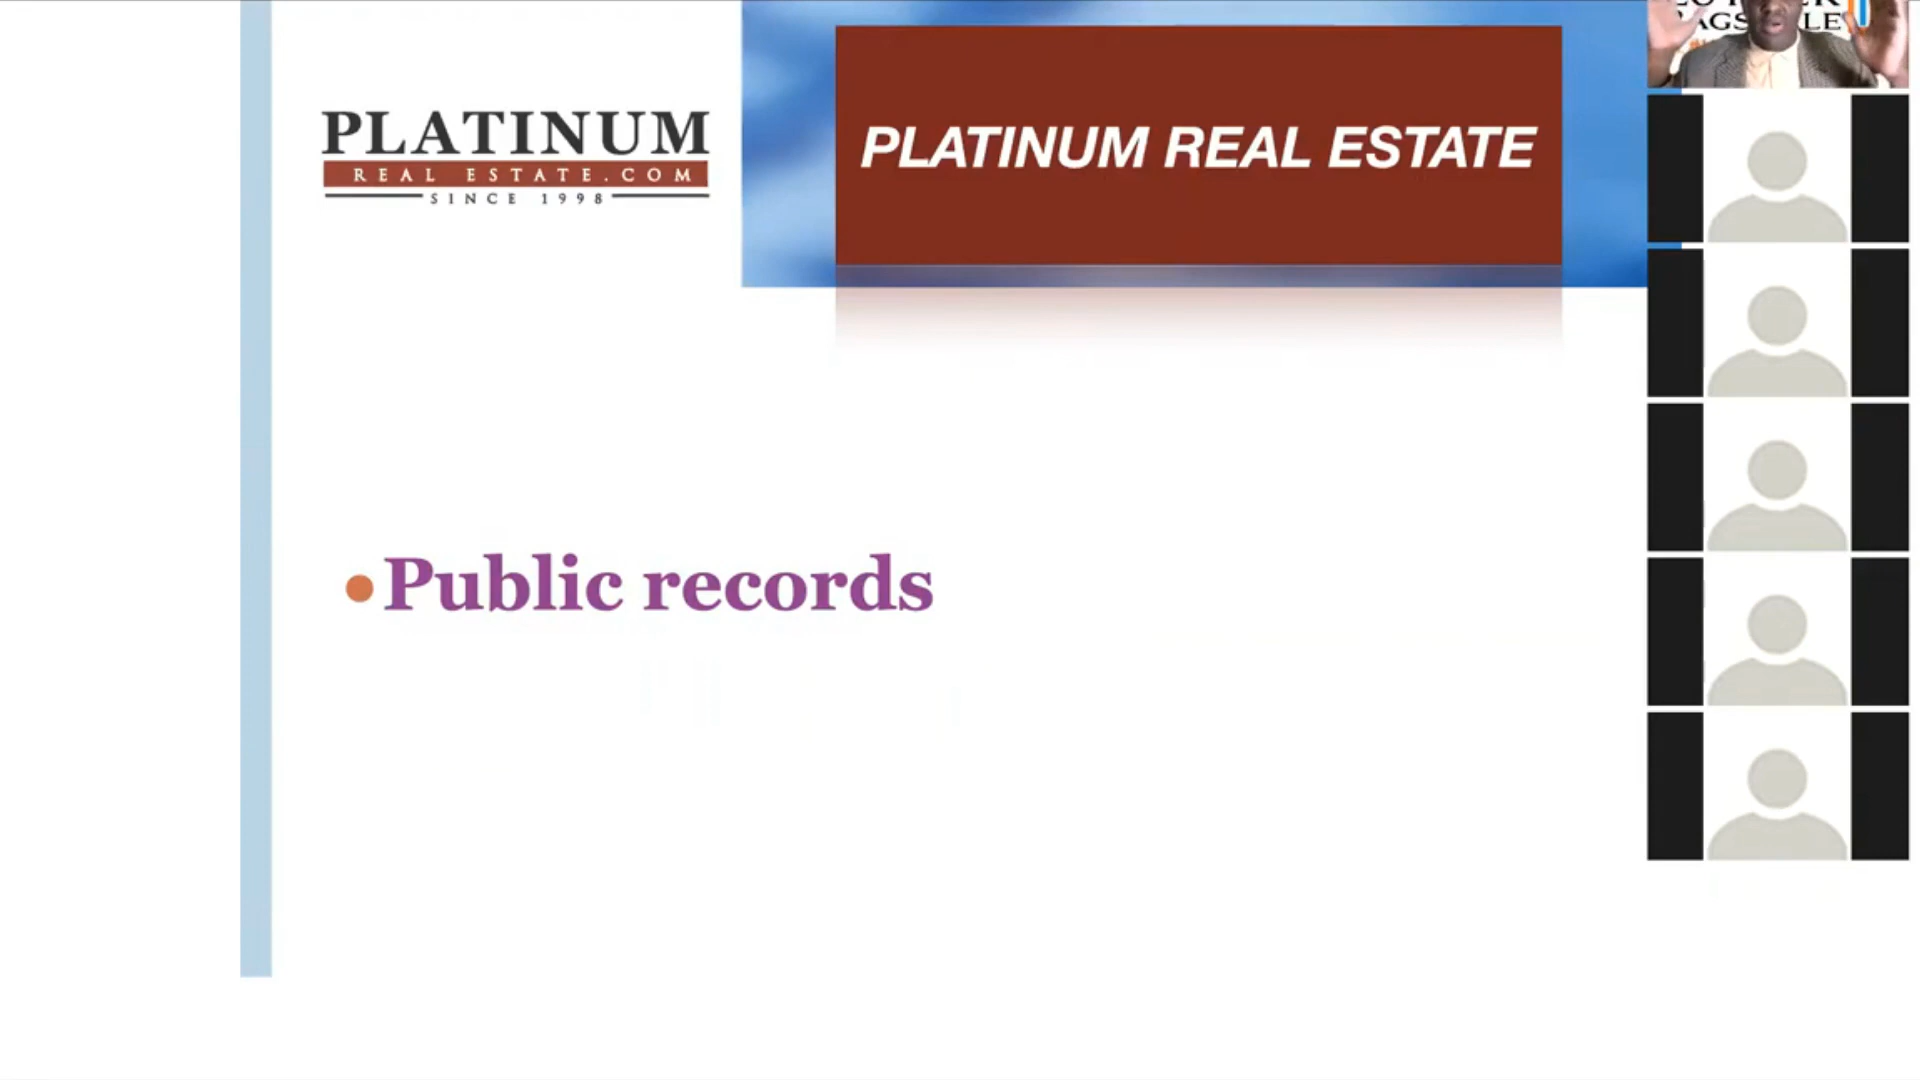 PLATINUM
REAL ESTATE.COM
SINCE 1998
PLATINUM REAL ESTATE
•Public records